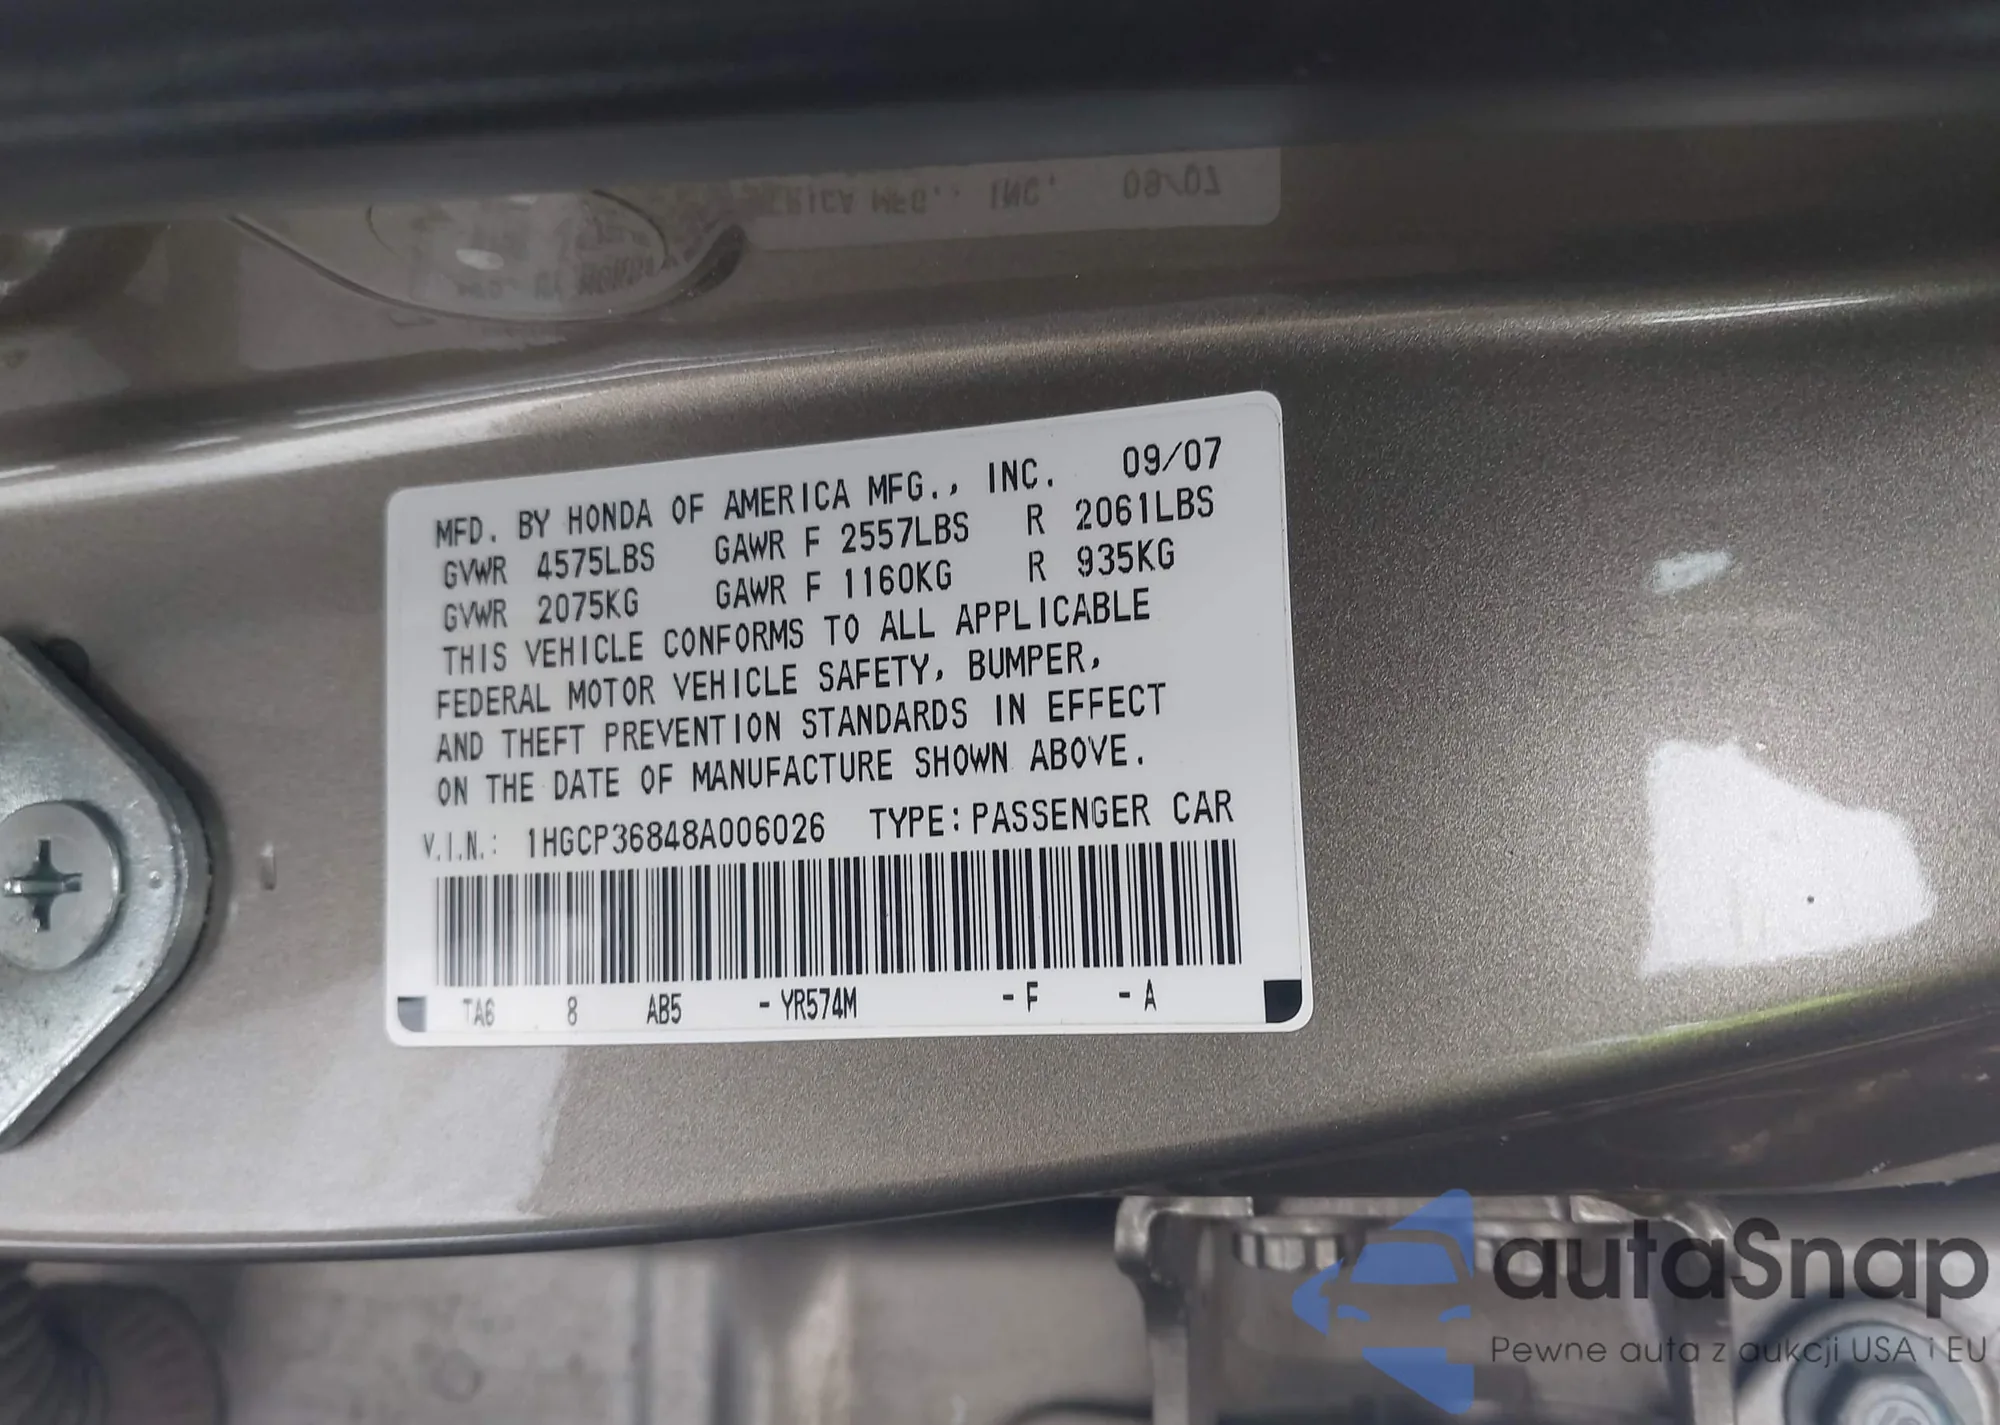 MFD. BY HONDA OF AMERICA MFG., INC. 09/07
GVWR 4575LBS GAWR F 2557LBS R 2061LBS
GVWR 2075KG GAWR F 1160KG R 935KG
THIS VEHICLE CONFORMS TO ALL APPLICABLE
FEDERAL MOTOR VEHICLE SAFETY, BUMPER,
AND THEFT PREVENTION STANDARDS IN EFFECT
ON THE DATE OF MANUFACTURE SHOWN ABOVE.
V.I.N.: 1HGCP36848A006026 TYPE:PASSENGER CAR
TA6 8 AB5 -YR574M -F -A
autaSnap
Pewne auta z aukcji USA i EU